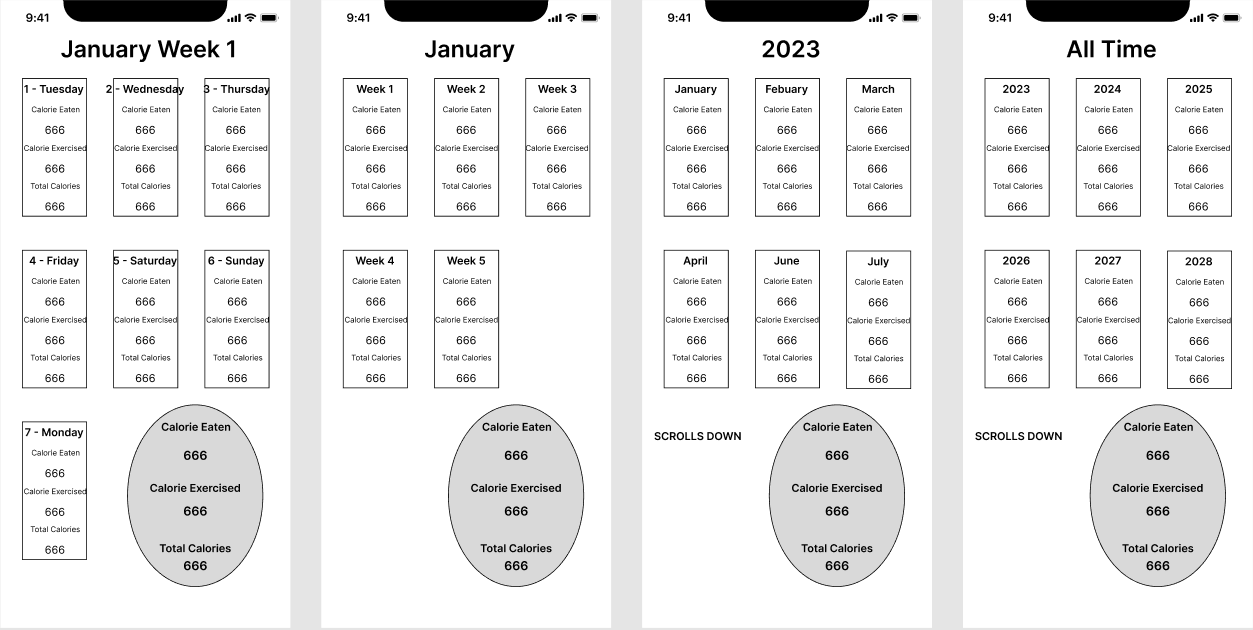 9:41
January Week 1
1 - Tuesday
Calorie Eaten
666
Calorie Exercised
666
Total Calories
666
2 - Wednesday
Calorie Eaten
666
Calorie Exercised
666
Total Calories
666
3 - Thursday
Calorie Eaten
666
Calorie Exercised
666
Total Calories
666
4 - Friday
Calorie Eaten
666
Calorie Exercised
666
Total Calories
666
5 - Saturday
Calorie Eaten
666
Calorie Exercised
666
Total Calories
666
6 - Sunday
Calorie Eaten
666
Calorie Exercised
666
Total Calories
666
7 - Monday
Calorie Eaten
666
Calorie Exercised
666
Total Calories
666
Calorie Eaten
666
Calorie Exercised
666
Total Calories
666
9:41
January
Week 1
Calorie Eaten
666
Calorie Exercised
666
Total Calories
666
Week 2
Calorie Eaten
666
Calorie Exercised
666
Total Calories
666
Week 3
Calorie Eaten
666
Calorie Exercised
666
Total Calories
666
Week 4
Calorie Eaten
666
Calorie Exercised
666
Total Calories
666
Week 5
Calorie Eaten
666
Calorie Exercised
666
Total Calories
666
Calorie Eaten
666
Calorie Exercised
666
Total Calories
666
9:41
2023
January
Calorie Eaten
666
Calorie Exercised
666
Total Calories
666
Febuary
Calorie Eaten
666
Calorie Exercised
666
Total Calories
666
March
Calorie Eaten
666
Calorie Exercised
666
Total Calories
666
April
Calorie Eaten
666
Calorie Exercised
666
Total Calories
666
June
Calorie Eaten
666
Calorie Exercised
666
Total Calories
666
July
Calorie Eaten
666
Calorie Exercised
666
Total Calories
666
SCROLLS DOWN
Calorie Eaten
666
Calorie Exercised
666
Total Calories
666
9:41
All Time
2023
Calorie Eaten
666
Calorie Exercised
666
Total Calories
666
2024
Calorie Eaten
666
Calorie Exercised
666
Total Calories
666
2025
Calorie Eaten
666
Calorie Exercised
666
Total Calories
666
2026
Calorie Eaten
666
Calorie Exercised
666
Total Calories
666
2027
Calorie Eaten
666
Calorie Exercised
666
Total Calories
666
2028
Calorie Eaten
666
Calorie Exercised
666
Total Calories
666
SCROLLS DOWN
Calorie Eaten
666
Calorie Exercised
666
Total Calories
666